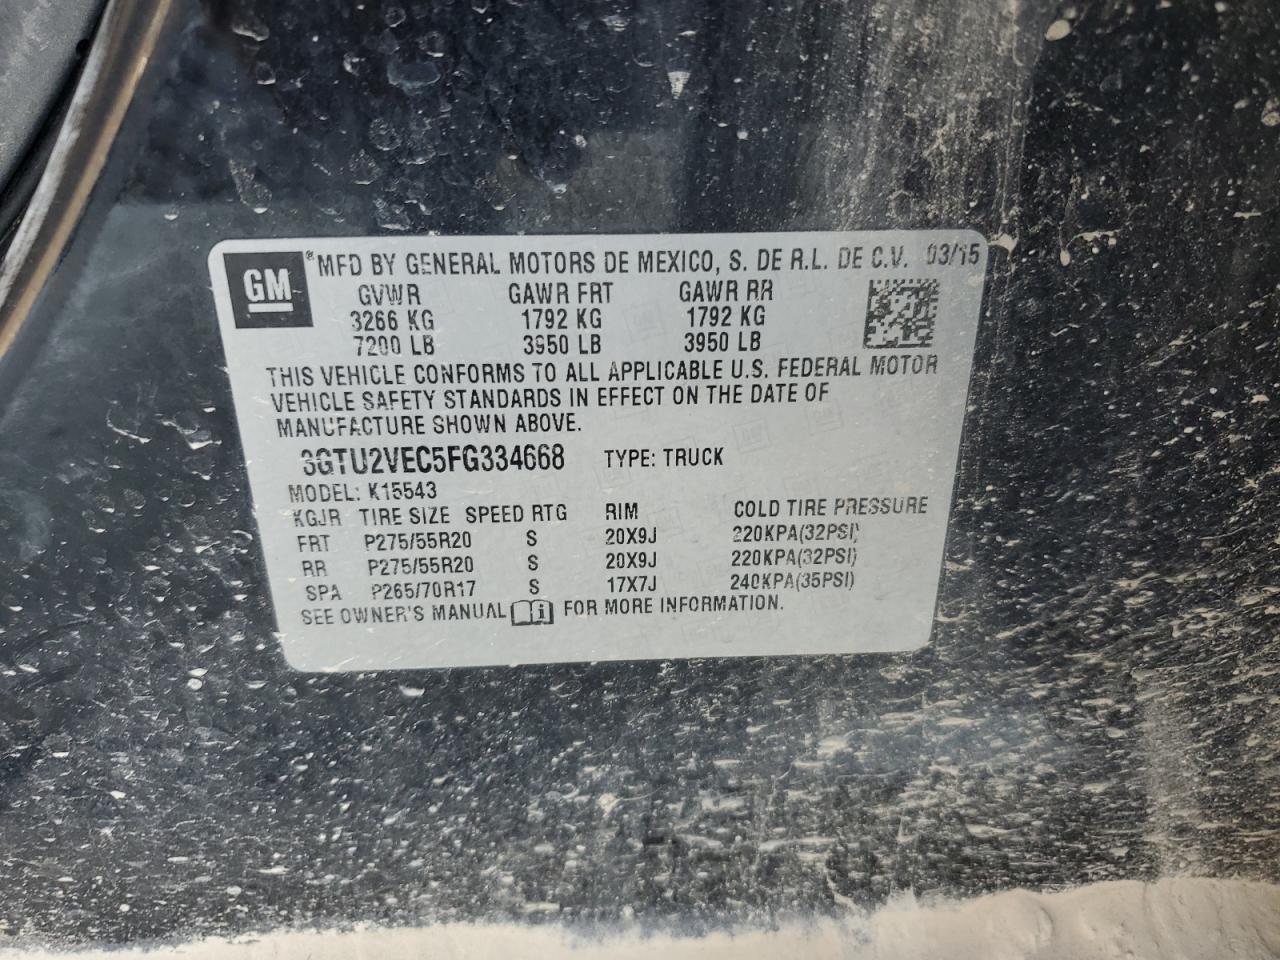 GM ® MFD BY GENERAL MOTORS DE MEXICO, S. DE R.L. DE C.V. 03/15
GVWR GAWR FRT GAWR RR
3266 KG 1792 KG 1792 KG
7200 LB 3950 LB 3950 LB
THIS VEHICLE CONFORMS TO ALL APPLICABLE U.S. FEDERAL MOTOR
VEHICLE SAFETY STANDARDS IN EFFECT ON THE DATE OF
MANUFACTURE SHOWN ABOVE.
3GTU2VEC5FG334668 TYPE: TRUCK
MODEL: K15543
KGJR TIRE SIZE SPEED RTG RIM COLD TIRE PRESSURE
FRT P275/55R20 S 20X9J 220KPA(32PSI)
RR P275/55R20 S 20X9J 220KPA(32PSI)
SPA P265/70R17 S 17X7J 240KPA(35PSI)
SEE OWNER'S MANUAL FOR MORE INFORMATION.